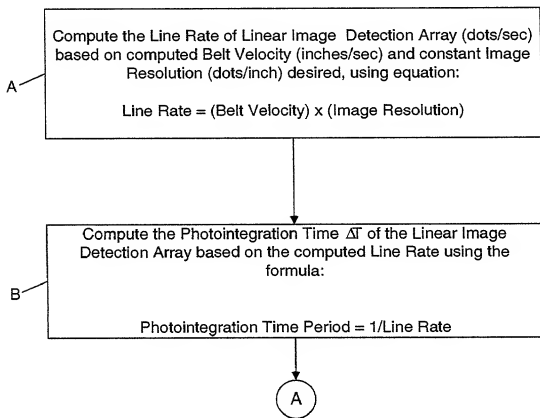 Compute the Line Rate of Linear Image Detection Array (dots/sec)
based on computed Belt Velocity (inches/sec) and constant Image
Resolution (dots/inch) desired, using equation:
A
Line Rate = (Belt Velocity) x (Image Resolution)
Compute the Photointegration Time ΔT of the Linear Image
Detection Array based on the computed Line Rate using the
formula:
B
Photointegration Time Period = 1/Line Rate
A